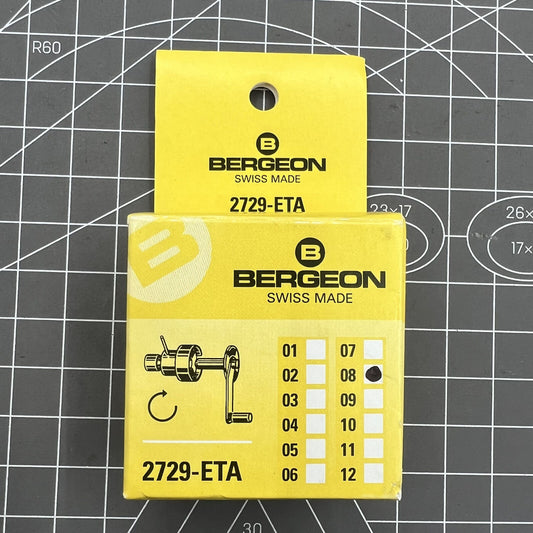 R60
B
BERGEON
SWISS MADE
2729-ETA
23×17
26×
17×
B
B
BERGEON
SWISS MADE
01 07
02 08
03 09
04 10
05 11
06 12
2729-ETA
30